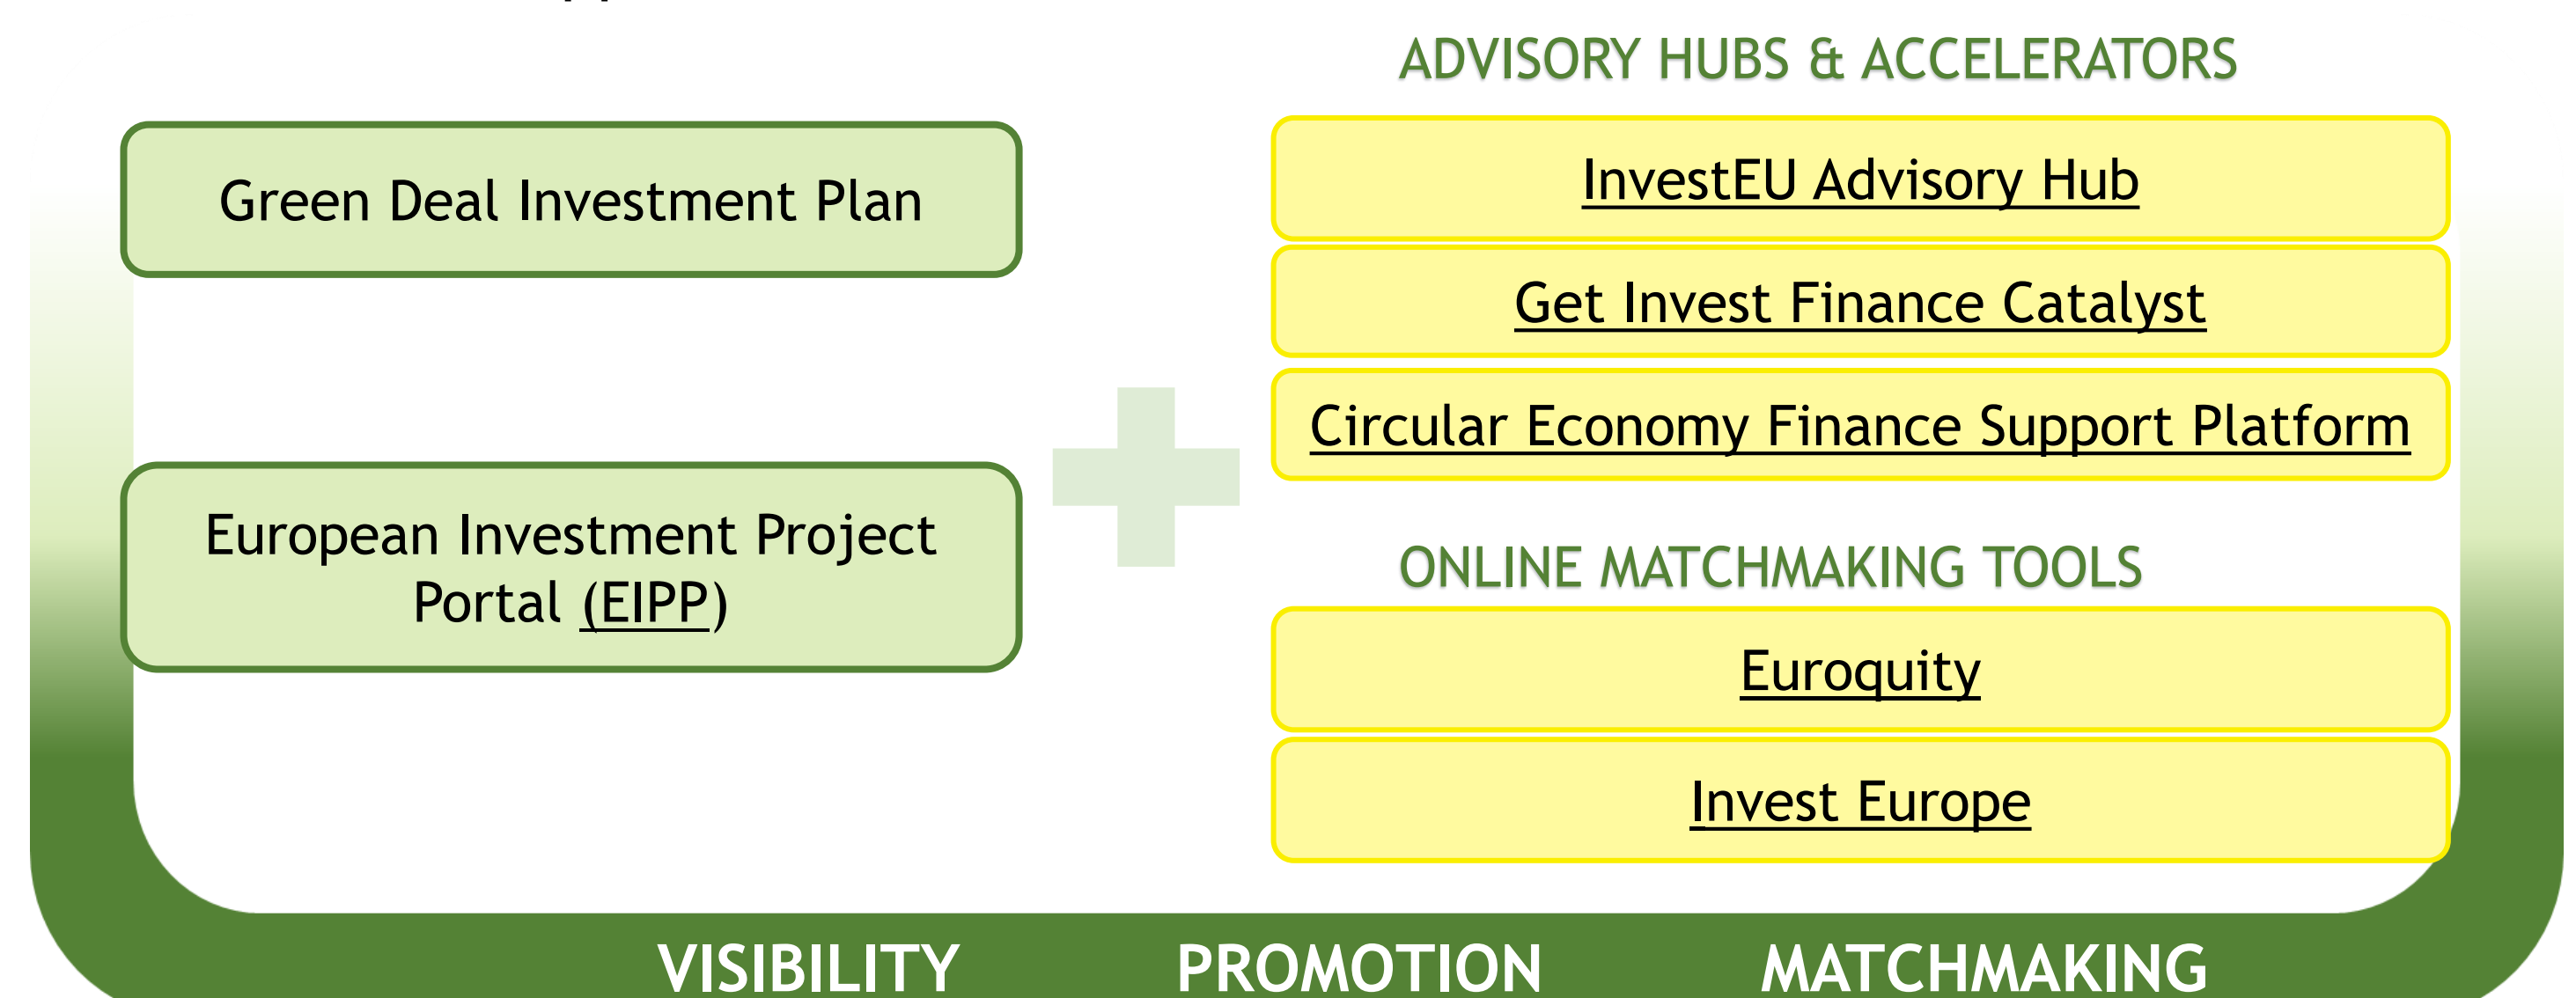 Green Deal Investment Plan
European Investment Project
Portal (EIPP)
ADVISORY HUBS & ACCELERATORS
InvestEU Advisory Hub
Get Invest Finance Catalyst
Circular Economy Finance Support Platform
ONLINE MATCHMAKING TOOLS
Euroquity
Invest Europe
VISIBILITY PROMOTION MATCHMAKING